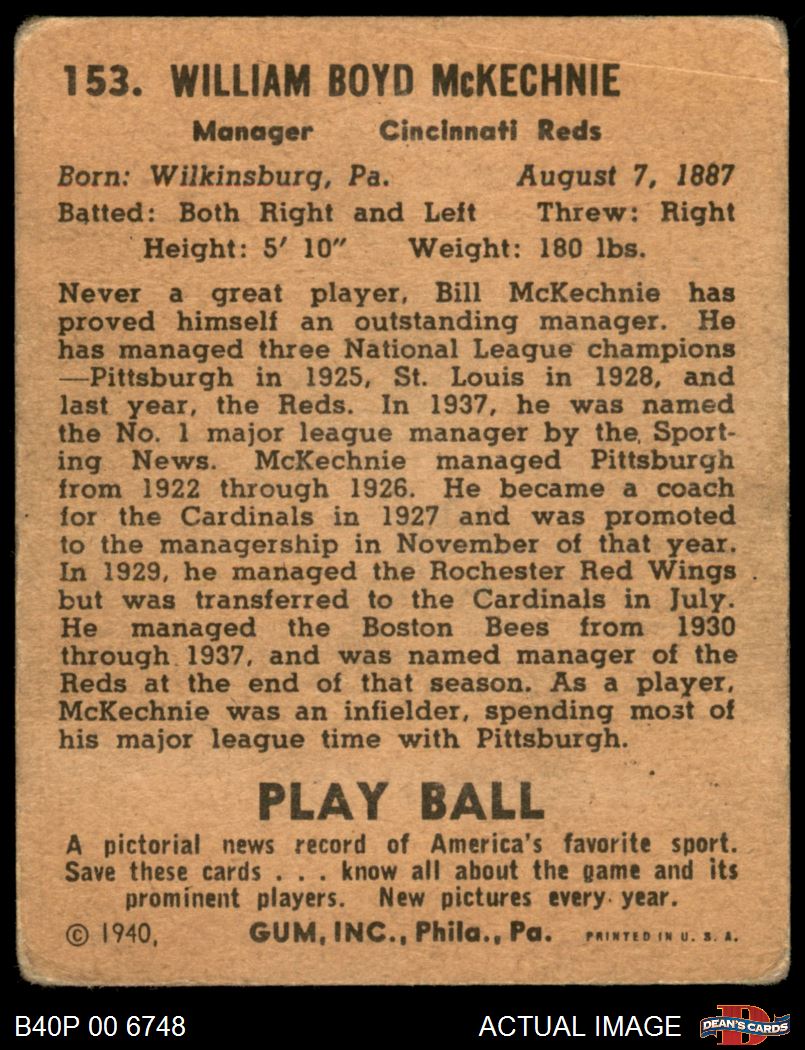 153. WILLIAM BOYD McKECHNIE
Manager Cincinnati Reds
Born: Wilkinsburg, Pa. August 7, 1887
Batted: Both Right and Left Threw: Right
Height: 5' 10" Weight: 180 lbs.
Never a great player, Bill McKechnie has
proved himself an outstanding manager. He
has managed three National League champions
—Pittsburgh in 1925, St. Louis in 1928, and
last year, the Reds. In 1937, he was named
the No. 1 major league manager by the Sport-
ing News. McKechnie managed Pittsburgh
from 1922 through 1926. He became a coach
for the Cardinals in 1927 and was promoted
to the managership in November of that year.
In 1929, he managed the Rochester Red Wings
but was transferred to the Cardinals in July.
He managed the Boston Bees from 1930
through 1937, and was named manager of the
Reds at the end of that season. As a player,
McKechnie was an infielder, spending most of
his major league time with Pittsburgh.
PLAY BALL
A pictorial news record of America's favorite sport.
Save these cards . . . know all about the game and its
prominent players. New pictures every year.
© 1940, GUM, INC., Phila., Pa. PRINTED IN U. S. A.
B40P 00 6748 ACTUAL IMAGE D DEAN'S CARDS